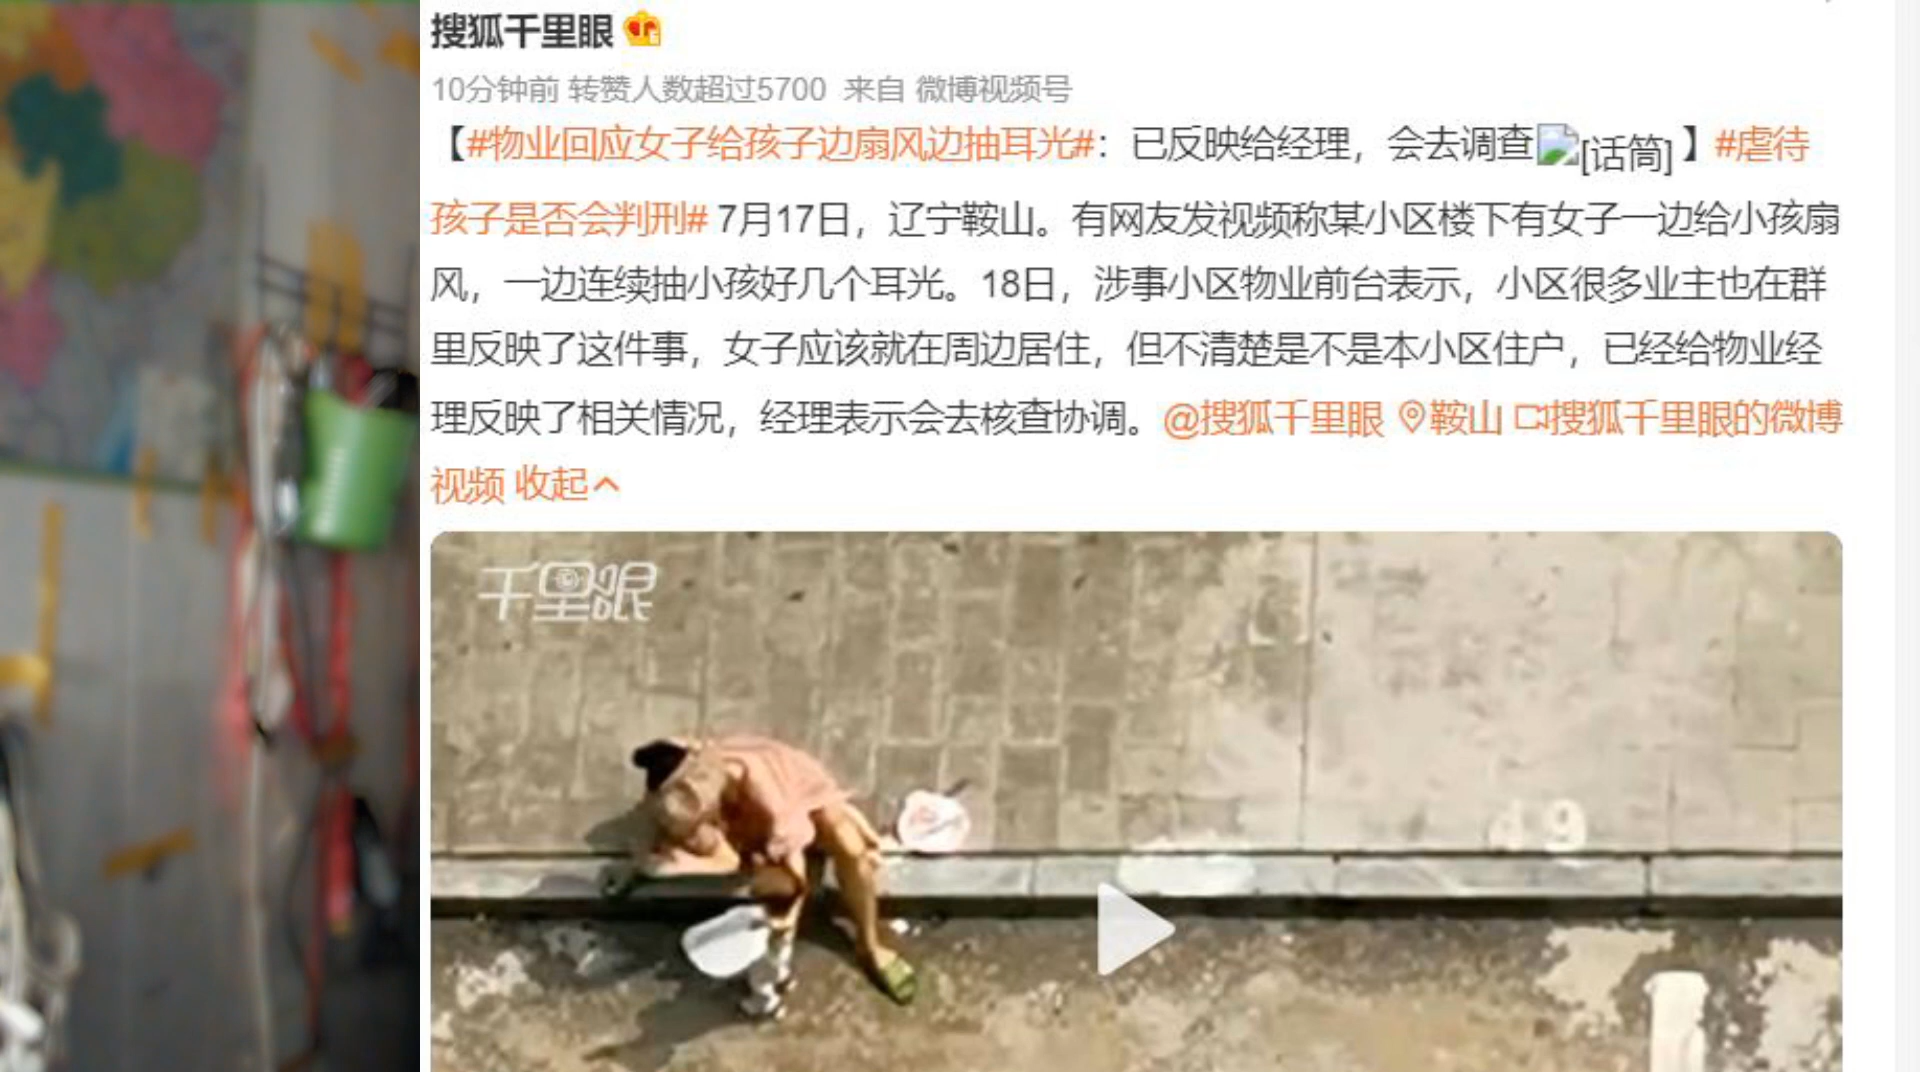 搜狐千里眼
10分钟前 转赞人数超过5700 来自 微博视频号
【#物业回应女子给孩子边扇风边抽耳光#：已反映给经理，会去调查[话筒]】#虐待
孩子是否会判刑# 7月17日，辽宁鞍山。有网友发视频称某小区楼下有女子一边给小孩扇
风，一边连续抽小孩好几个耳光。18日，涉事小区物业前台表示，小区很多业主也在群
里反映了这件事，女子应该就在周边居住，但不清楚是不是本小区住户，已经给物业经
理反映了相关情况，经理表示会去核查协调。@搜狐千里眼 鞍山 搜狐千里眼的微博
视频 收起
千里眼
49